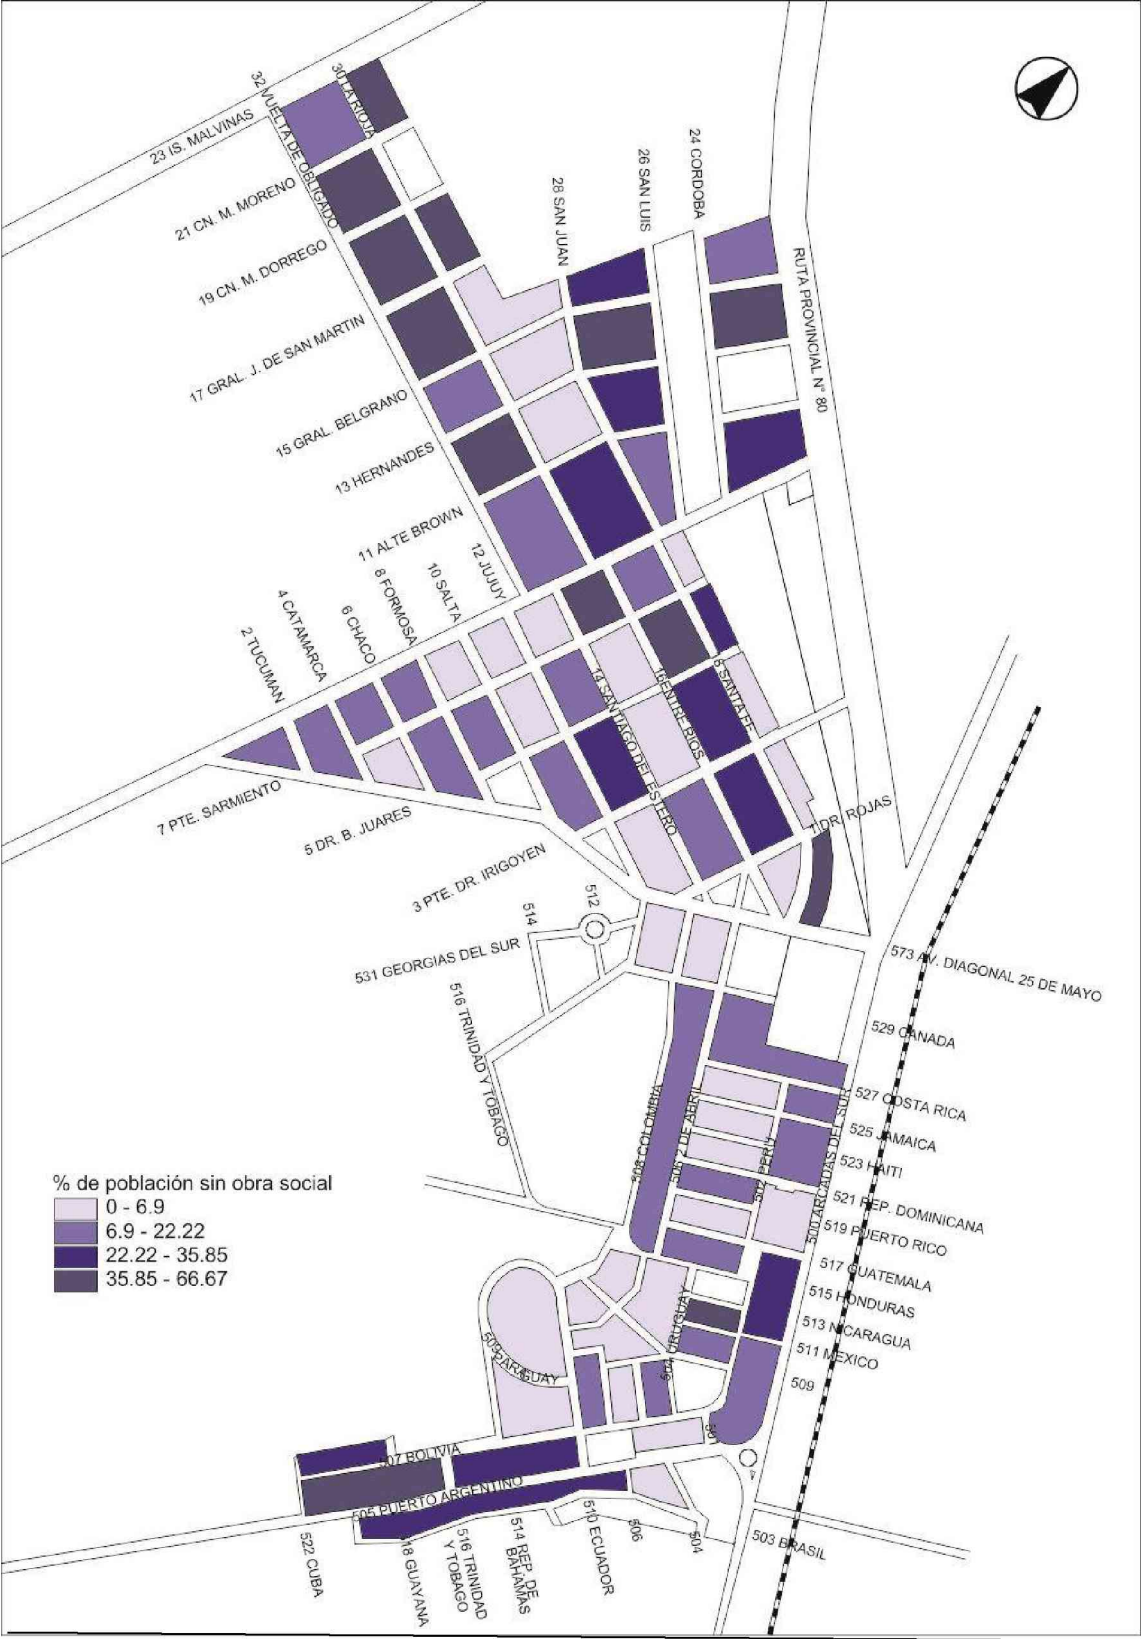 32 VUELTA DE OBLIGADO
30 LA RIOJA
23 IS. MALVINAS
21 CN. M. MORENO
19 CN. M. DORREGO
17 GRAL. J. DE SAN MARTIN
15 GRAL. BELGRANO
13 HERNANDES
11 ALTE BROWN
28 SAN JUAN
26 SAN LUIS
24 CORDOBA
RUTA PROVINCIAL N° 80
2 TUCUMAN
4 CATAMARCA
6 CHACO
8 FORMOSA
10 SALTA
12 JUJUY
14 SANTIAGO DEL ESTERO
16 ENTRE RIOS
SANTA FE
7 PTE. SARMIENTO
5 DR. B. JUARES
3 PTE. DR. IRIGOYEN
1 DR. ROJAS
512
514
531 GEORGIAS DEL SUR
516 TRINIDAD Y TOBAGO
573 AV. DIAGONAL 25 DE MAYO
529 CANADA
527 COSTA RICA
525 JAMAICA
523 HAITI
521 REP. DOMINICANA
519 PUERTO RICO
517 GUATEMALA
515 HONDURAS
513 NICARAGUA
511 MEXICO
509
508 COLOMBIA
506 2 DE ABRIL
502 PERU
500 ARCADAS DEL SUR
% de población sin obra social
0 - 6.9
6.9 - 22.22
22.22 - 35.85
35.85 - 66.67
509 PARAGUAY
504 URUGUAY
507 BOLIVIA
505 PUERTO ARGENTINO
503 BRASIL
522 CUBA
518 GUAYANA
516 TRINIDAD
Y TOBAGO
514 REP. DE
BAHAMAS
510 ECUADOR
506
504